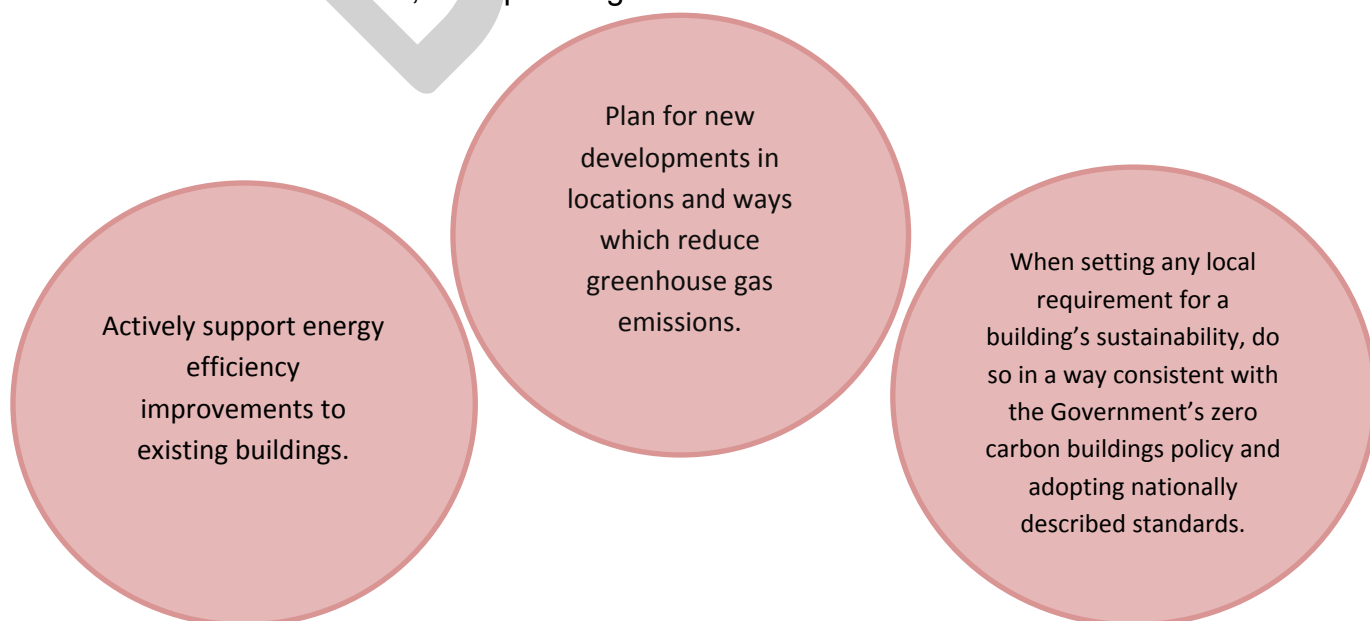 Actively support energy
efficiency
improvements to
existing buildings.
Plan for new
developments in
locations and ways
which reduce
greenhouse gas
emissions.
When setting any local
requirement for a
building’s sustainability, do
so in a way consistent with
the Government’s zero
carbon buildings policy and
adopting nationally
described standards.